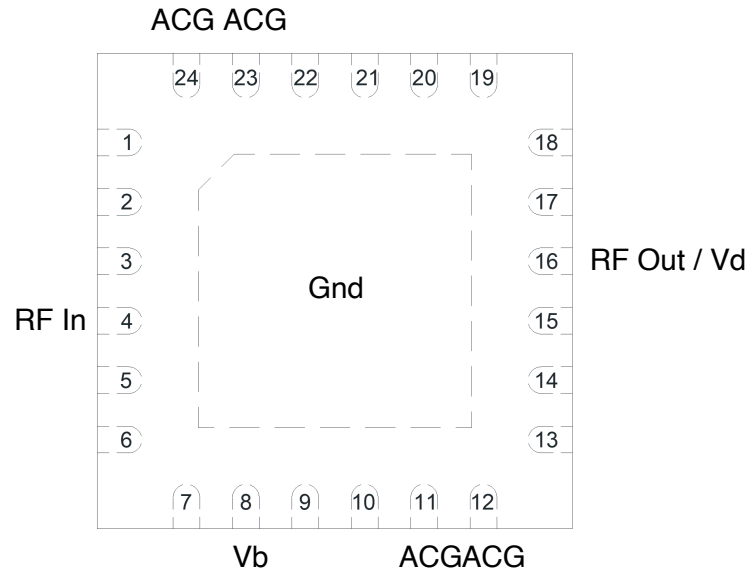 ACG ACG
24 23 22 21 20 19
1 18
2 17
3 16 RF Out / Vd
Gnd
RF In 4 15
5 14
6 13
7 8 9 10 11 12
Vb ACGACG